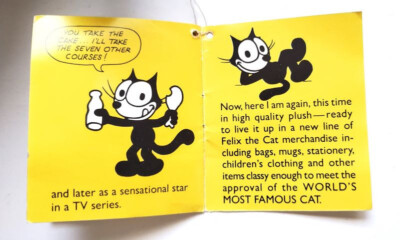 YOU TAKE THE
CAKE... I'LL TAKE
THE SEVEN OTHER
COURSES!
and later as a sensational star
in a TV series.
Now, here I am again, this time
in high quality plush—ready
to live it up in a new line of
Felix the Cat merchandise in-
cluding bags, mugs, stationery,
children's clothing and other
items classy enough to meet the
approval of the WORLD'S
MOST FAMOUS CAT.